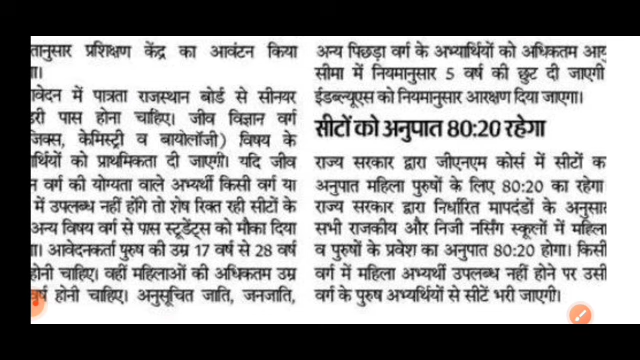 तानुसार प्रशिक्षण केंद्र का आवंटन किया
ा।
ावेदन में पात्रता राजस्थान बोर्ड से सीनयर
डरी पास होना चाहिए। जीव विज्ञान वर्ग
जिक्स, केमिस्ट्री व बायोलॉजी) विषय के
ार्थियों को प्राथमिकता दी जाएगी। यदि जीव
न वर्ग की योग्यता वाले अभ्यर्थी किसी वर्ग या
में उपलब्ध नहीं होंगे तो शेष रिक्त रही सीटों के
अन्य विषय वर्ग से पास स्टूडेंट्स को मौका दिया
ा। आवेदनकर्ता पुरुष की उम्र 17 वर्ष से 28 वर्ष
होनी चाहिए। वहीं महिलाओं की अधिकतम उम्र
वर्ष होनी चाहिए। अनुसूचित जाति, जनजाति,
अन्य पिछड़ा वर्ग के अभ्यार्थियों को अधिकतम आयु
सीमा में नियमानुसार 5 वर्ष की छुट दी जाएगी
ईडब्ल्यूएस को नियमानुसार आरक्षण दिया जाएगा।
सीटों को अनुपात 80:20 रहेगा
राज्य सरकार द्वारा जीएनएम कोर्स में सीटों क
अनुपात महिला पुरुषों के लिए 80:20 का रहेगा
राज्य सरकार द्वारा निर्धारित मापदंडों के अनुसार
सभी राजकीय और निजी नर्सिंग स्कूलों में महिला
व पुरुषों के प्रवेश का अनुपात 80:20 होगा। किसी
वर्ग में महिला अभ्यर्थी उपलब्ध नहीं होने पर उसी
वर्ग के पुरुष अभ्यर्थियों से सीटें भरी जाएगी।